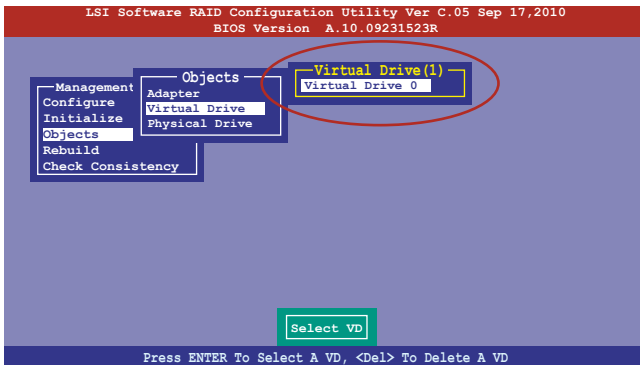 LSI Software RAID Configuration Utility Ver C.05 Sep 17,2010
BIOS Version A.10.09231523R
Management
Configure
Initialize
Objects
Rebuild
Check Consistency
Objects
Adapter
Virtual Drive
Physical Drive
Virtual Drive(1)
Virtual Drive 0
Select VD
Press ENTER To Select A VD, <Del> To Delete A VD